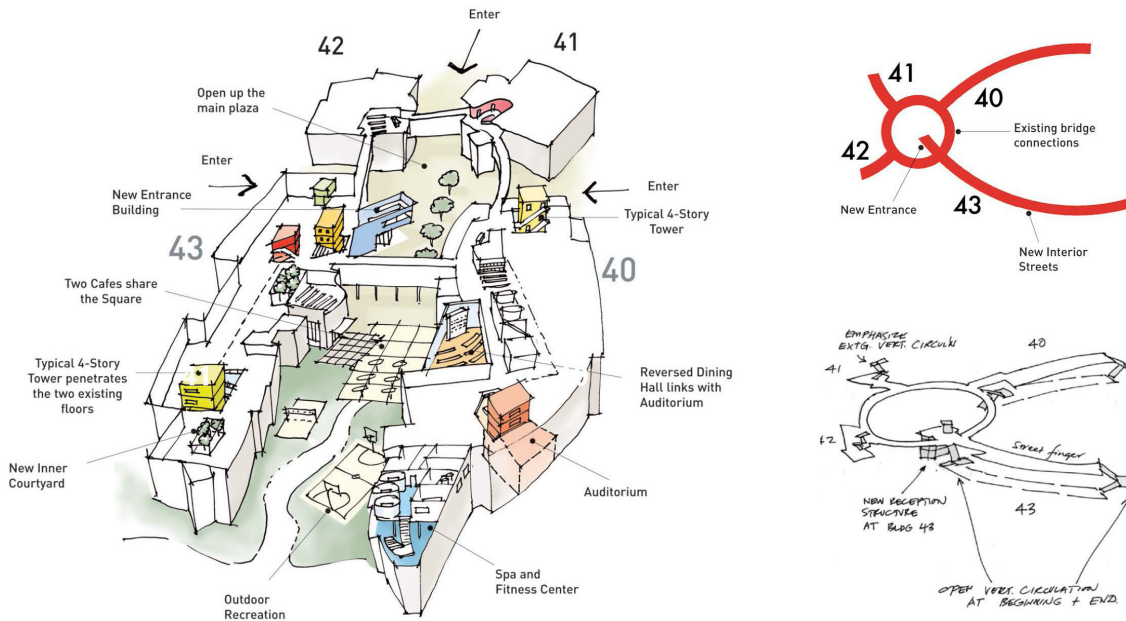 Enter
42
41
Open up the
main plaza
Enter
New Entrance
Building
Enter
Typical 4-Story
Tower
43
40
Two Cafes share
the Square
Typical 4-Story
Tower penetrates
the two existing
floors
Reversed Dining
Hall links with
Auditorium
New Inner
Courtyard
Auditorium
Spa and
Fitness Center
Outdoor
Recreation
41
40
Existing bridge
connections
42
New Entrance
43
New Interior
Streets
EMPHASIZE
EXTG. VERT. CIRCULN
40
41
42
Street finger
NEW RECEPTION
STRUCTURE
AT BLDG 43
43
OPEN VERT. CIRCULATION
AT BEGINNING + END.